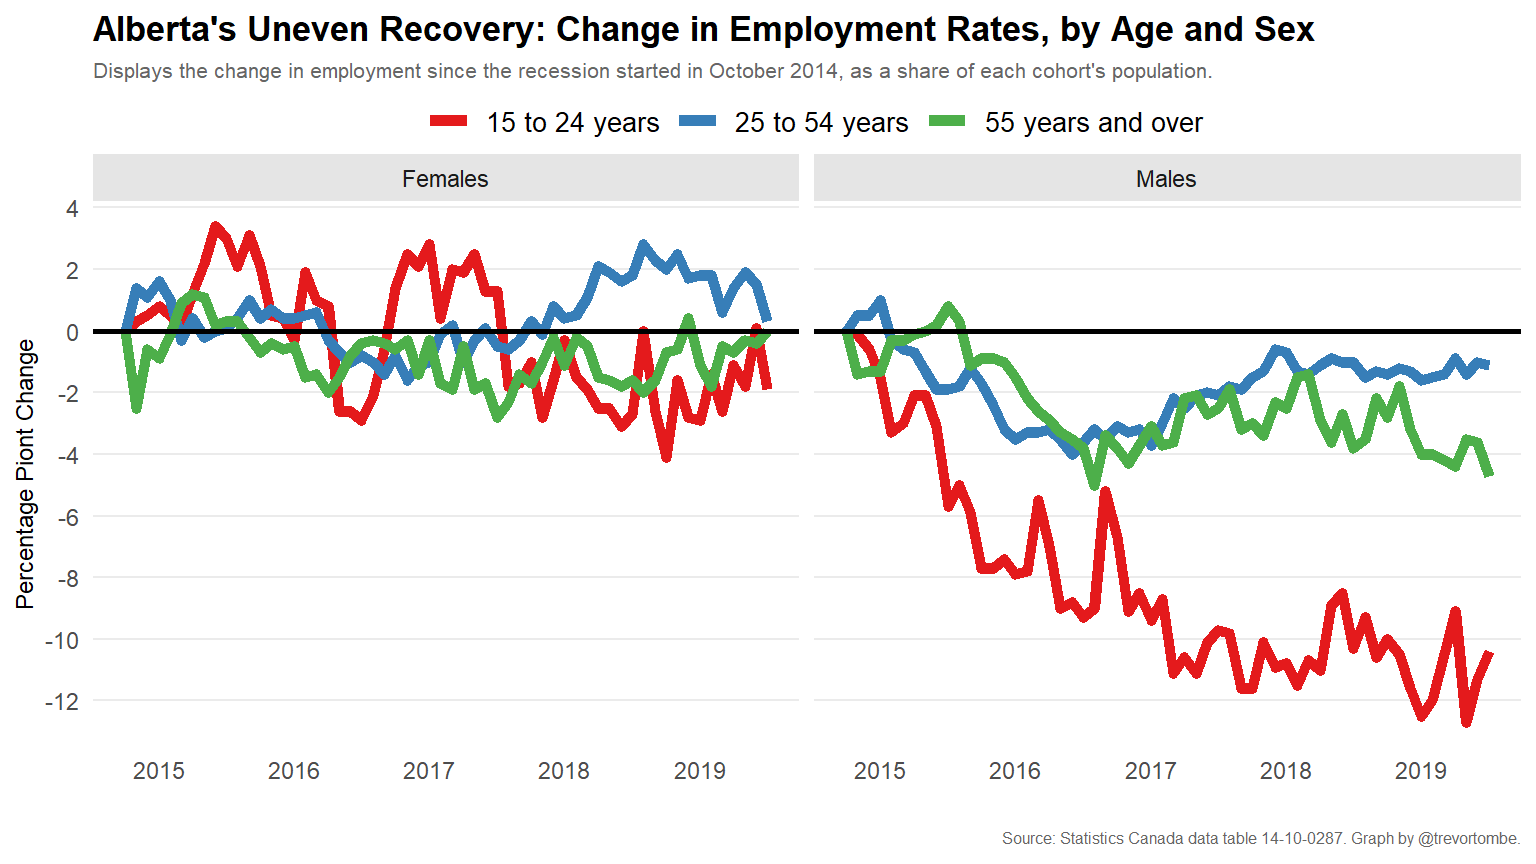 Alberta's Uneven Recovery: Change in Employment Rates, by Age and Sex
Displays the change in employment since the recession started in October 2014, as a share of each cohort's population.
15 to 24 years 25 to 54 years 55 years and over
Females Males
Percentage Piont Change
4
2
0
-2
-4
-6
-8
-10
-12
2015 2016 2017 2018 2019 2015 2016 2017 2018 2019
Source: Statistics Canada data table 14-10-0287. Graph by @trevortombe.